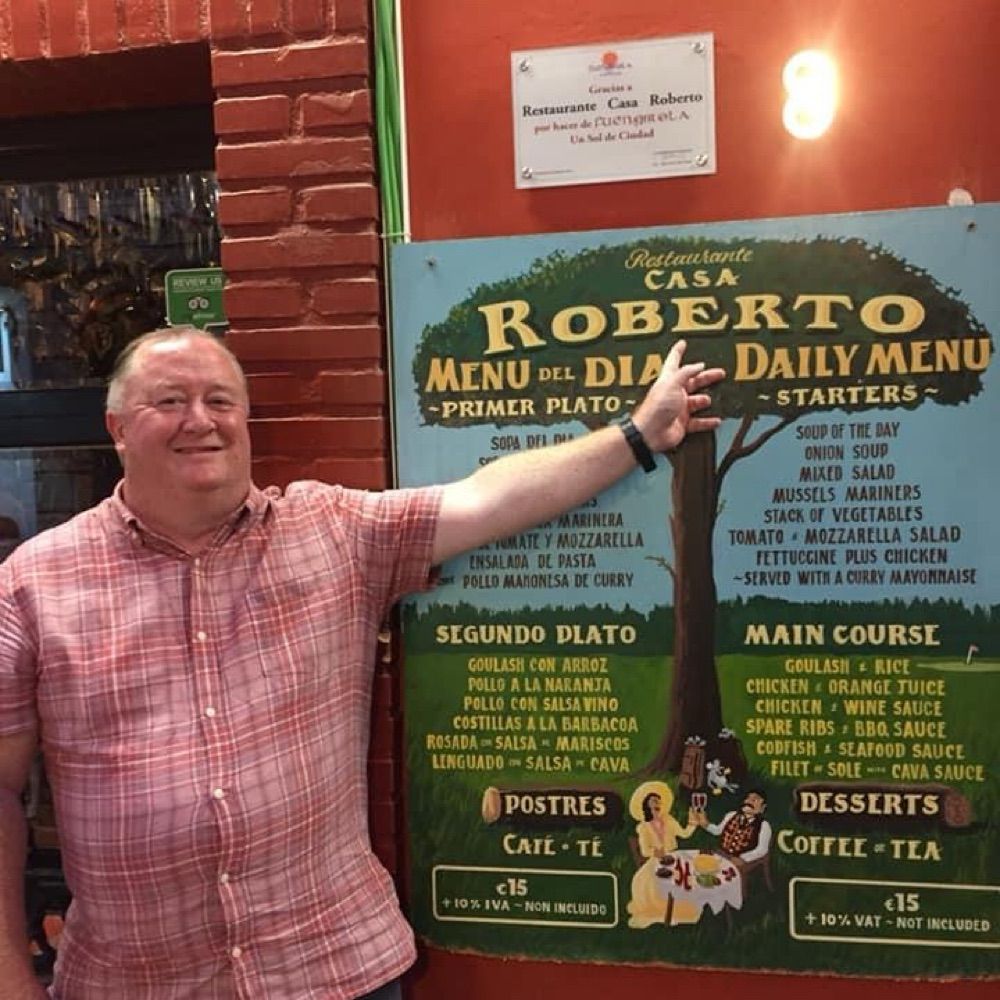 REVIEW US
Gracias a
Restaurante Casa Roberto
por hacer de FUENGIROLA
Un Sol de Ciudad
Restaurante
CASA
ROBERTO
MENU DEL DIA
DAILY MENU
~PRIMER PLATO~
~STARTERS~
SOPA DEL DIA
MARINERA
TOMATE Y MOZZARELLA
ENSALADA DE PASTA
POLLO MAHONESA DE CURRY
SOUP OF THE DAY
ONION SOUP
MIXED SALAD
MUSSELS MARINERS
STACK OF VEGETABLES
TOMATO & MOZZARELLA SALAD
FETTUCCINE PLUS CHICKEN
~SERVED WITH A CURRY MAYONNAISE
SEGUNDO PLATO
GOULASH CON ARROZ
POLLO A LA NARANJA
POLLO CON SALSA VINO
COSTILLAS A LA BARBACOA
ROSADA CON SALSA DE MARISCOS
LENGUADO CON SALSA DE CAVA
MAIN COURSE
GOULASH & RICE
CHICKEN & ORANGE JUICE
CHICKEN & WINE SAUCE
SPARE RIBS & BBQ SAUCE
CODFISH & SEAFOOD SAUCE
FILET OF SOLE WITH CAVA SAUCE
POSTRES
CAFÉ o TÉ
DESSERTS
COFFEE OR TEA
€15
+ 10% IVA ~ NON INCLUIDO
€15
+ 10% VAT ~ NOT INCLUDED